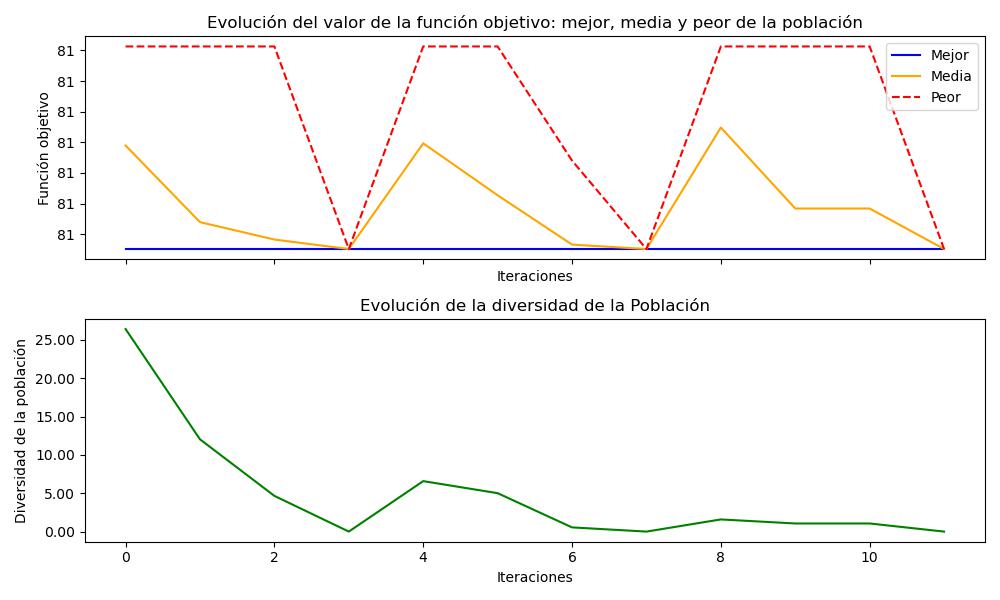 Evolución del valor de la función objetivo: mejor, media y peor de la población
Función objetivo
81
81
81
81
81
81
81
Mejor
Media
Peor
Iteraciones
Evolución de la diversidad de la Población
Diversidad de la población
25.00
20.00
15.00
10.00
5.00
0.00
0 2 4 6 8 10
Iteraciones